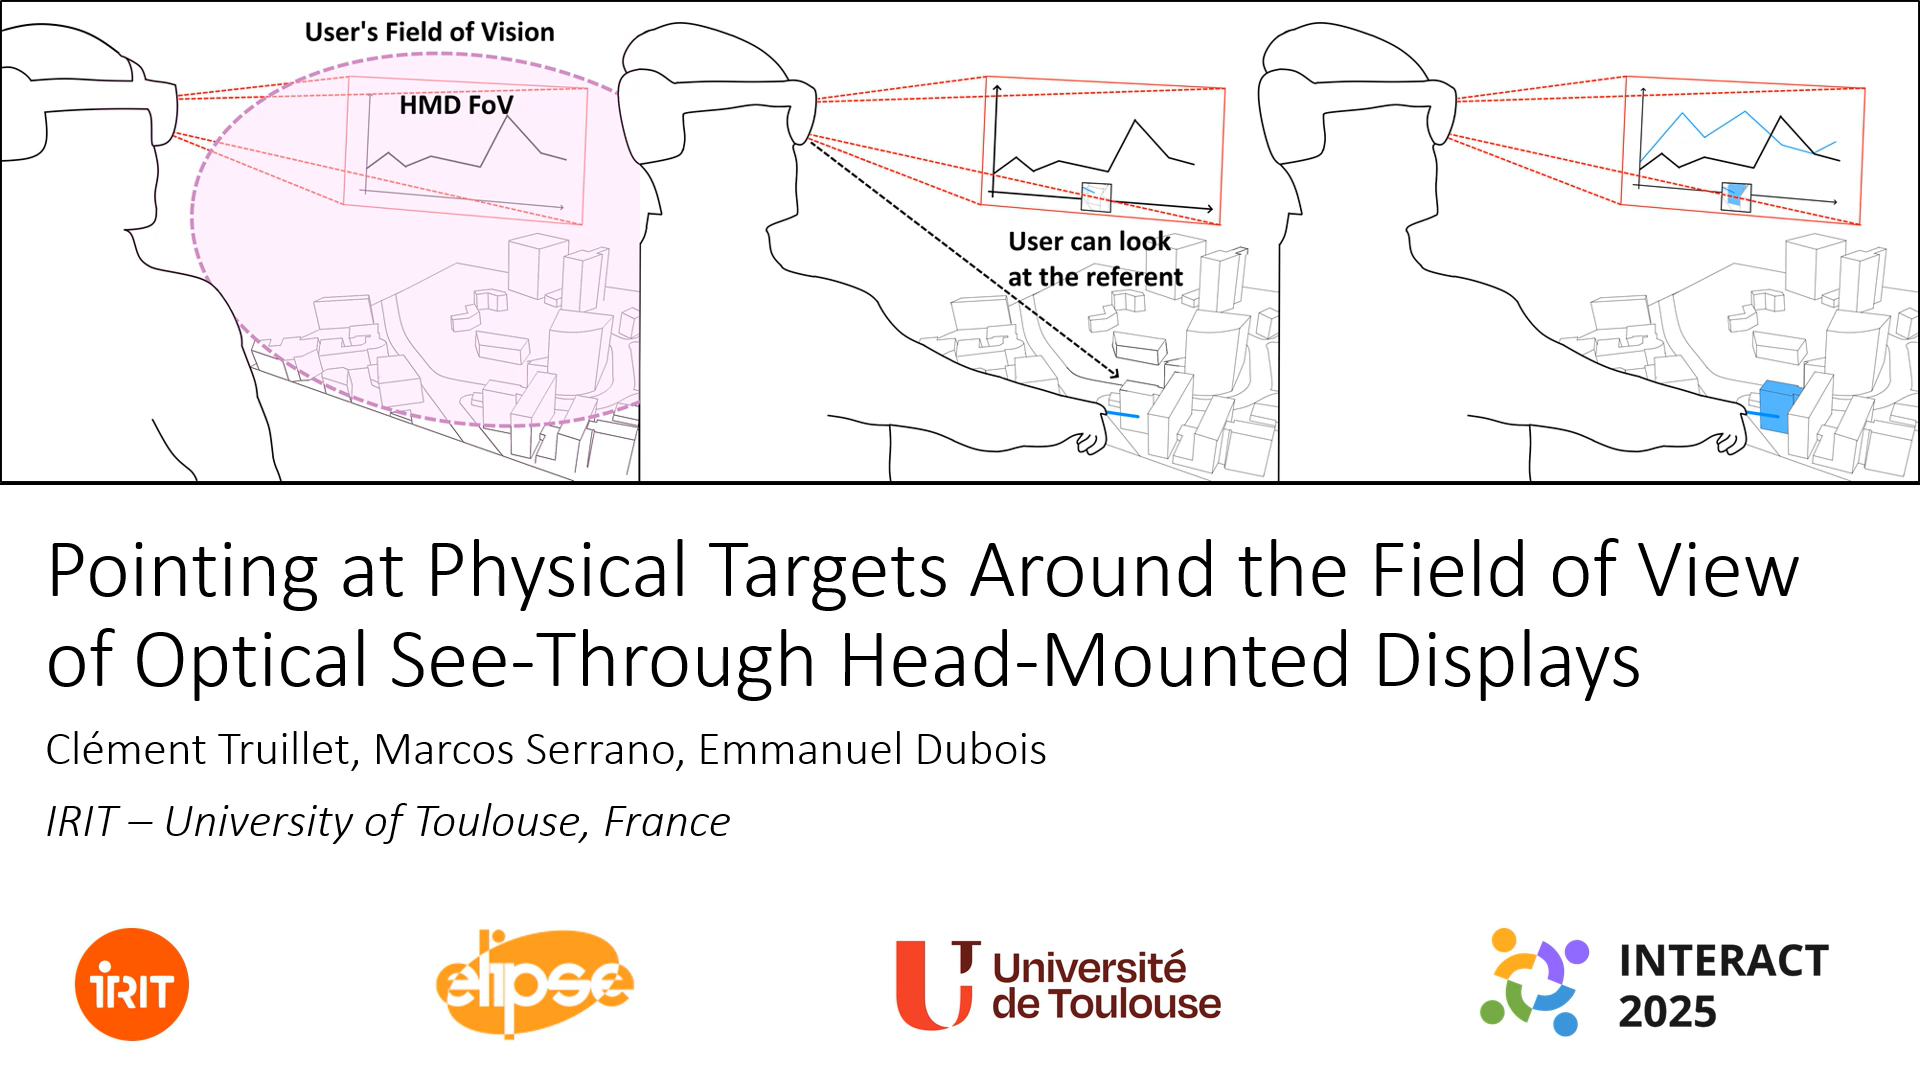 User's Field of Vision
HMD FoV
User can look
at the referent
Pointing at Physical Targets Around the Field of View
of Optical See-Through Head-Mounted Displays
Clément Truillet, Marcos Serrano, Emmanuel Dubois
IRIT – University of Toulouse, France
iRIT
elipse
Université
de Toulouse
INTERACT
2025